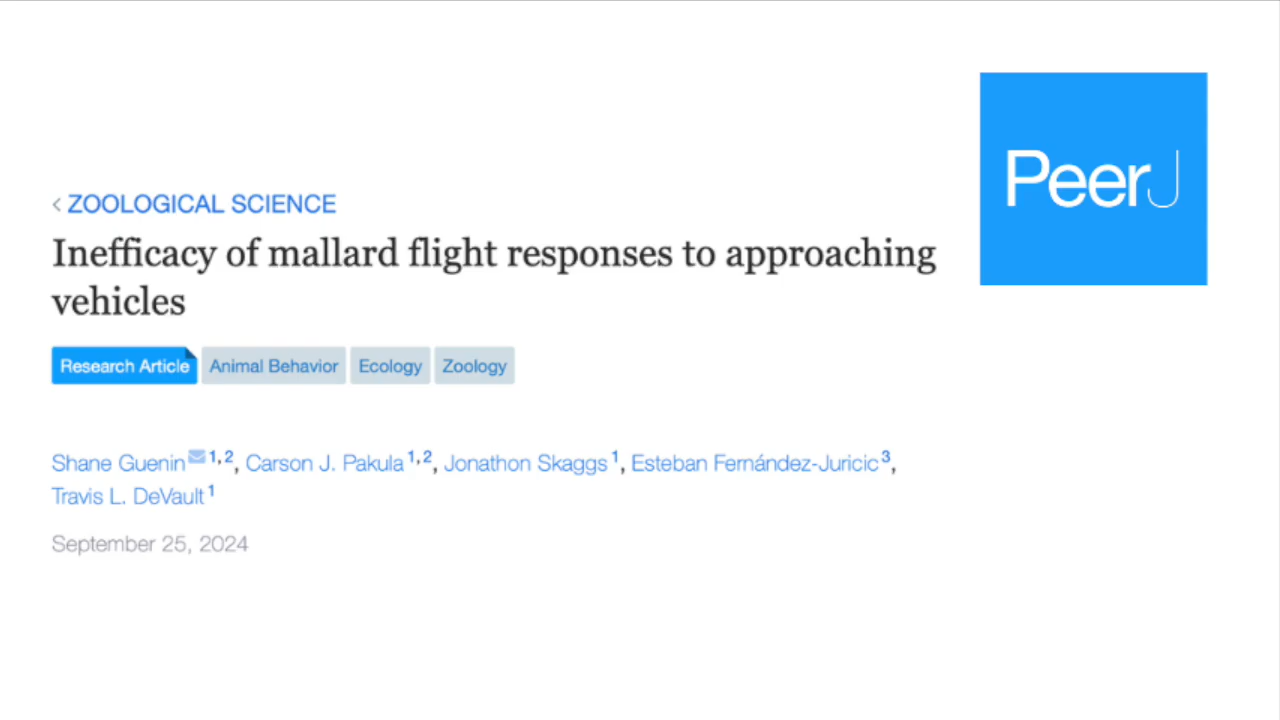 PeerJ
< ZOOLOGICAL SCIENCE
Inefficacy of mallard flight responses to approaching
vehicles
Research Article Animal Behavior Ecology Zoology
Shane Guenin 1,2, Carson J. Pakula 1,2, Jonathon Skaggs 1, Esteban Fernández-Juricic 3,
Travis L. DeVault 1
September 25, 2024